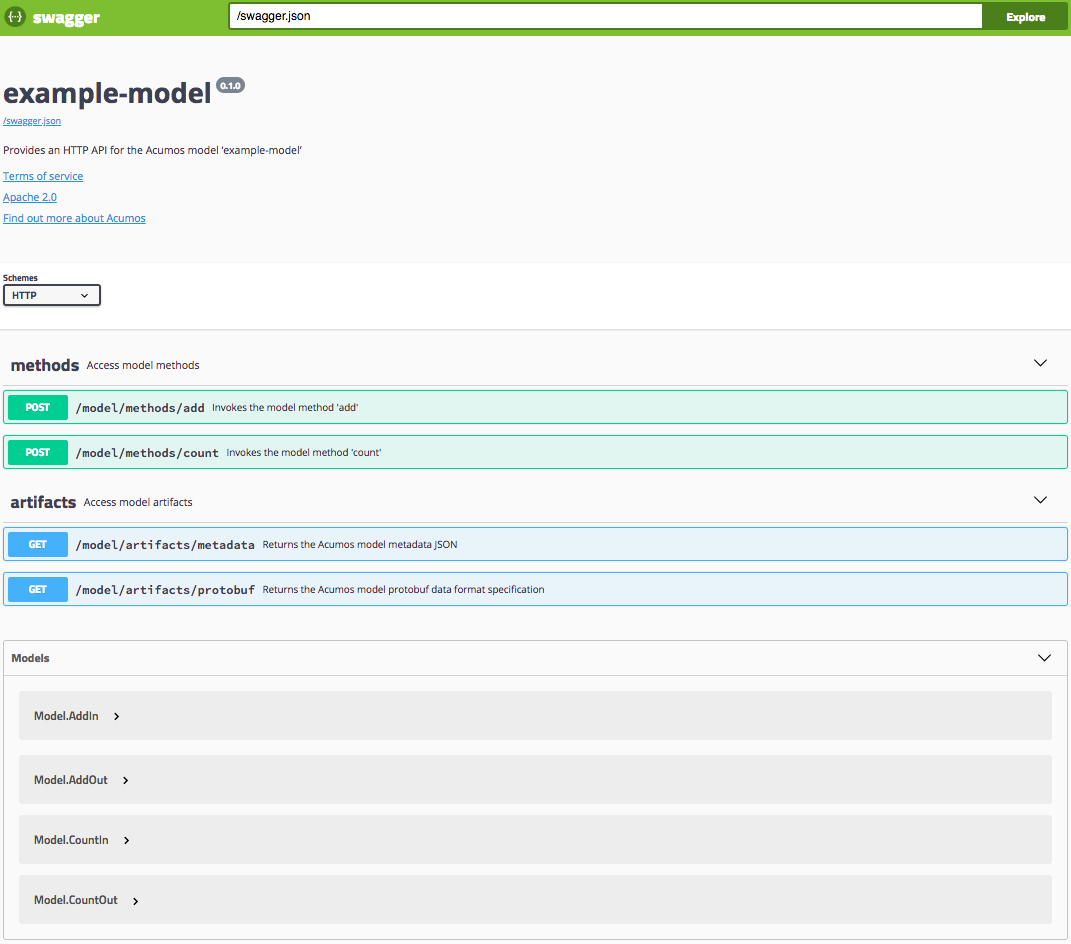 {··} swagger /swagger.json Explore
example-model 0.1.0
/swagger.json
Provides an HTTP API for the Acumos model ‘example-model’
Terms of service
Apache 2.0
Find out more about Acumos
Schemes
HTTP
methods Access model methods
POST /model/methods/add Invokes the model method 'add'
POST /model/methods/count Invokes the model method 'count'
artifacts Access model artifacts
GET /model/artifacts/metadata Returns the Acumos model metadata JSON
GET /model/artifacts/protobuf Returns the Acumos model protobuf data format specification
Models
Model.AddIn
Model.AddOut
Model.CountIn
Model.CountOut